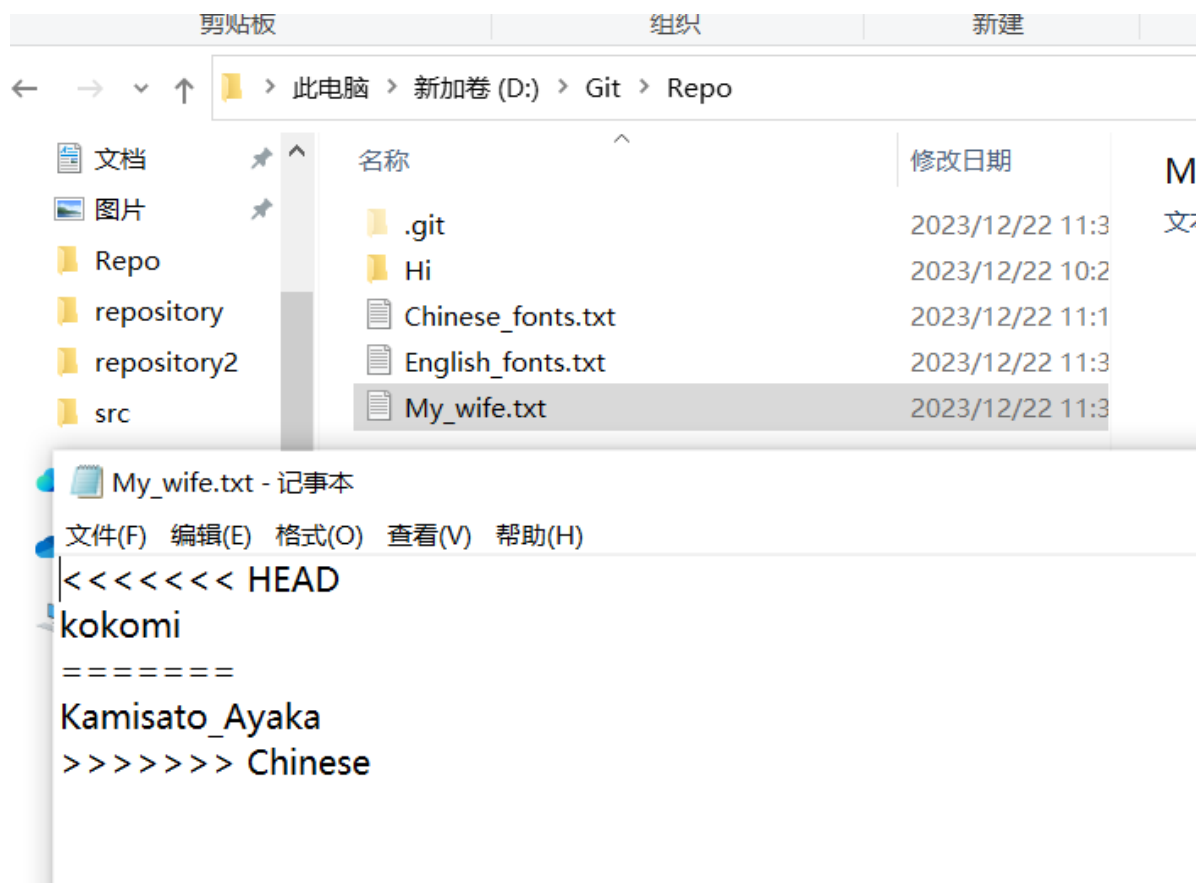 剪贴板 组织 新建
此电脑 > 新加卷 (D:) > Git > Repo
文档
图片
Repo
repository
repository2
src
名称 修改日期
.git 2023/12/22 11:3
Hi 2023/12/22 10:2
Chinese_fonts.txt 2023/12/22 11:1
English_fonts.txt 2023/12/22 11:3
My_wife.txt 2023/12/22 11:3
M
My_wife.txt - 记事本
文件(F) 编辑(E) 格式(O) 查看(V) 帮助(H)
<<<<<<< HEAD
kokomi
=======
Kamisato_Ayaka
>>>>>>> Chinese